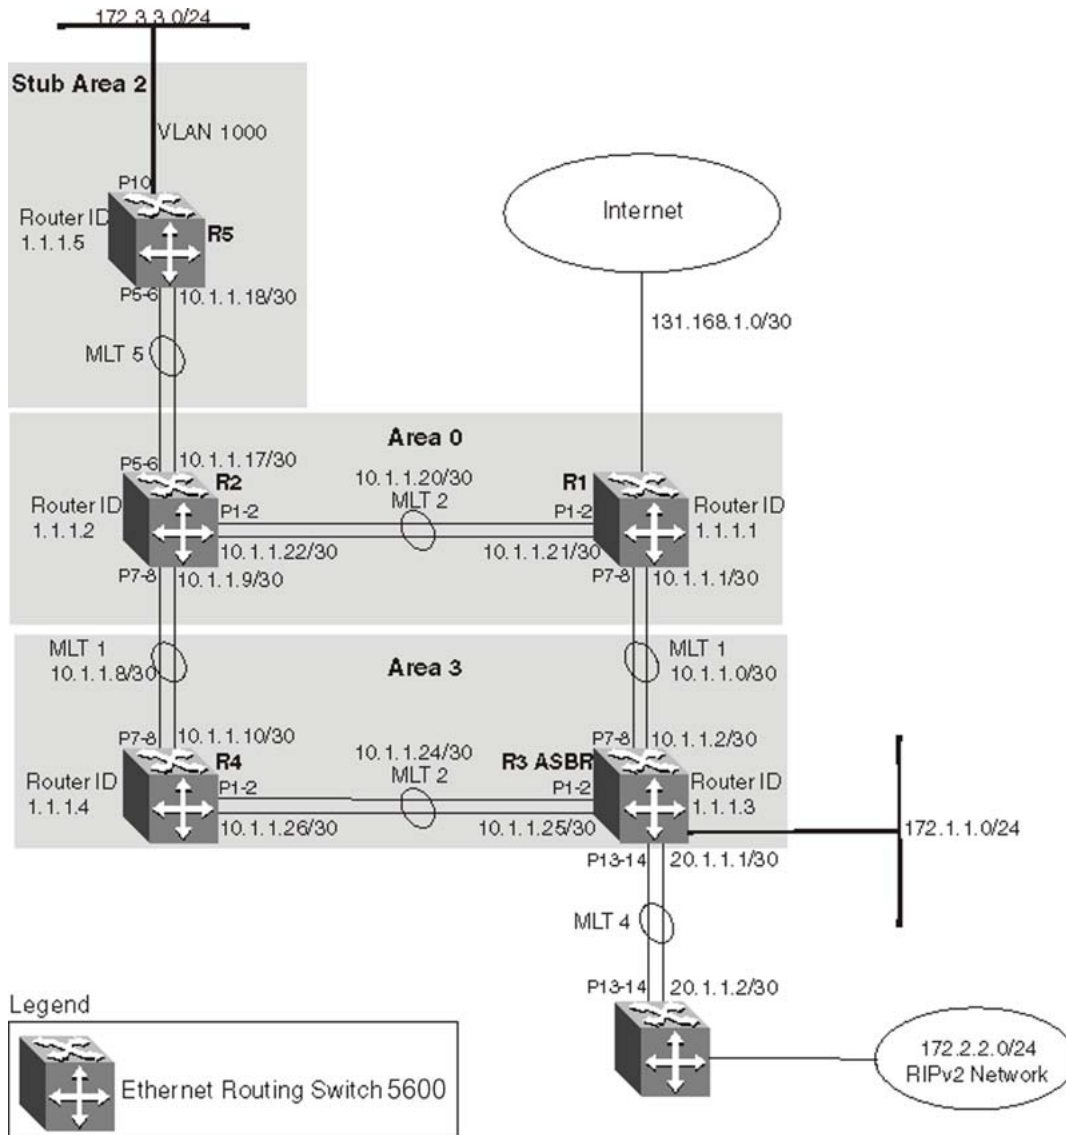 172.3.3.0/24
Stub Area 2
VLAN 1000
P10
Router ID
1.1.1.5
R5
P5-6
10.1.1.18/30
MLT 5
Internet
131.168.1.0/30
Area 0
P5-6
10.1.1.17/30
R2
Router ID
1.1.1.2
P1-2
10.1.1.20/30
MLT 2
R1
P1-2
Router ID
1.1.1.1
10.1.1.22/30
10.1.1.21/30
P7-8
10.1.1.9/30
P7-8
10.1.1.1/30
MLT 1
10.1.1.8/30
Area 3
MLT 1
10.1.1.0/30
P7-8
10.1.1.10/30
R4
Router ID
1.1.1.4
P1-2
10.1.1.24/30
MLT 2
P7-8
10.1.1.2/30
R3 ASBR
P1-2
Router ID
1.1.1.3
10.1.1.26/30
10.1.1.25/30
172.1.1.0/24
P13-14
20.1.1.1/30
MLT 4
P13-14
20.1.1.2/30
172.2.2.0/24
RIPv2 Network
Legend
Ethernet Routing Switch 5600